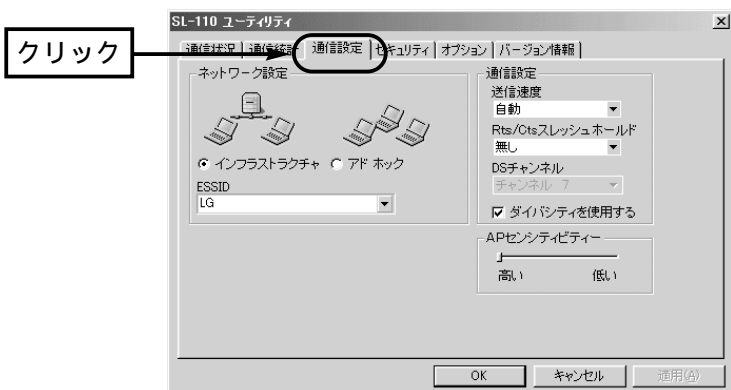 SL-110 ユーティリティ
クリック
通信状況 通信統計 通信設定 セキュリティ オプション バージョン情報
ネットワーク設定
インフラストラクチャ アド ホック
ESSID
LG
通信設定
送信速度
自動
Rts/Ctsスレッショホールド
無し
DSチャンネル
チャンネル 7
ダイバシティを使用する
APセンシティビティー
高い 低い
OK キャンセル 適用(A)